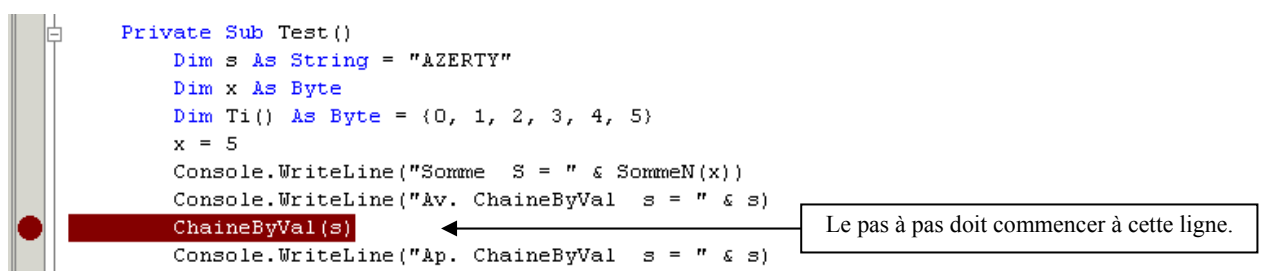 Private Sub Test()
Dim s As String = "AZERTY"
Dim x As Byte
Dim Ti() As Byte = {0, 1, 2, 3, 4, 5}
x = 5
Console.WriteLine("Somme  S = " & SommeN(x))
Console.WriteLine("Av. ChaineByVal  s = " & s)
ChaineByVal(s)
Le pas à pas doit commencer à cette ligne.
Console.WriteLine("Ap. ChaineByVal  s = " & s)